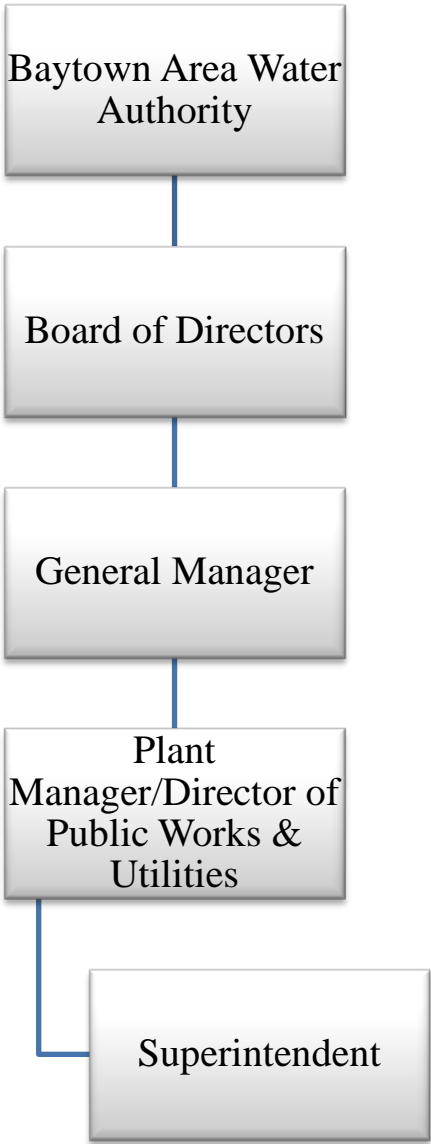 Baytown Area Water
Authority
Board of Directors
General Manager
Plant
Manager/Director of
Public Works &
Utilities
Superintendent